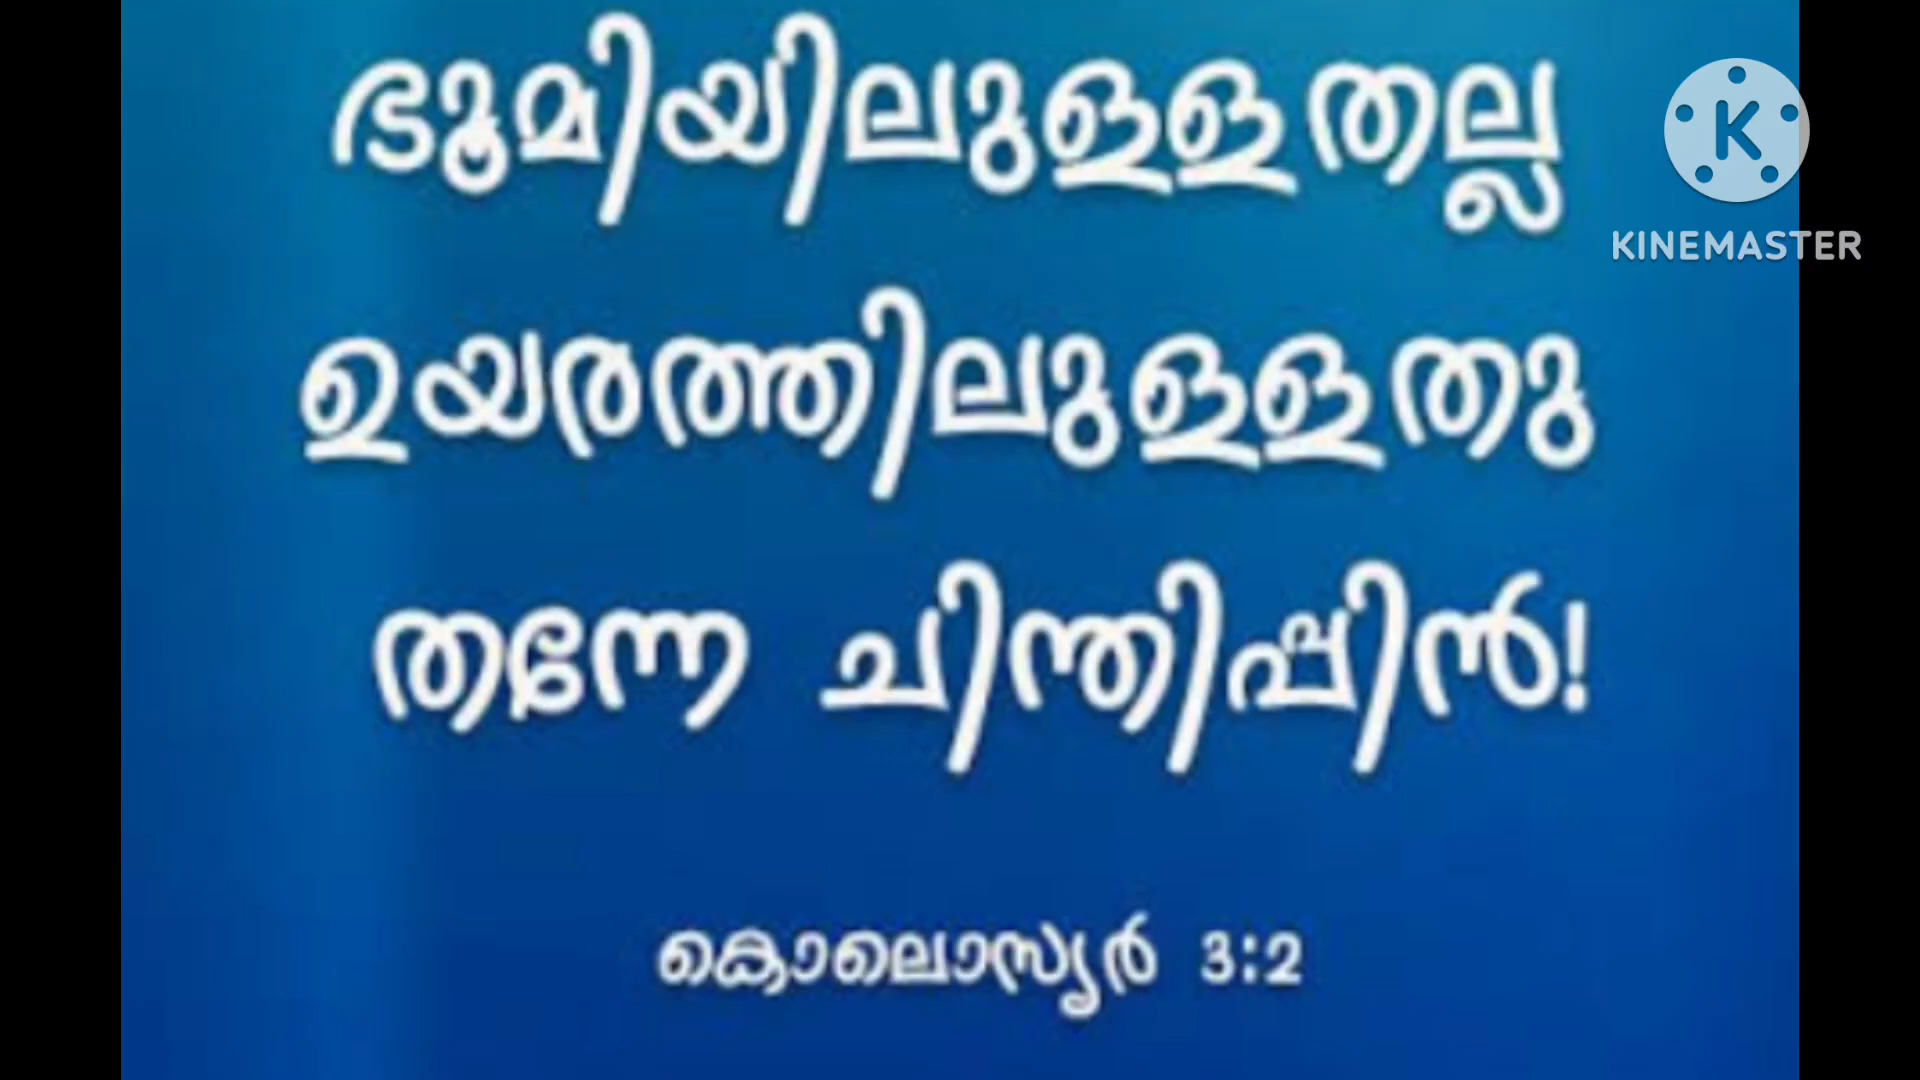 ഭൂമിയിലുള്ളതല്ല
KINEMASTER
ഉയരത്തിലുള്ളതു
തന്നേ ചിന്തിപ്പിൻ!
കൊലൊസ്യർ 3:2